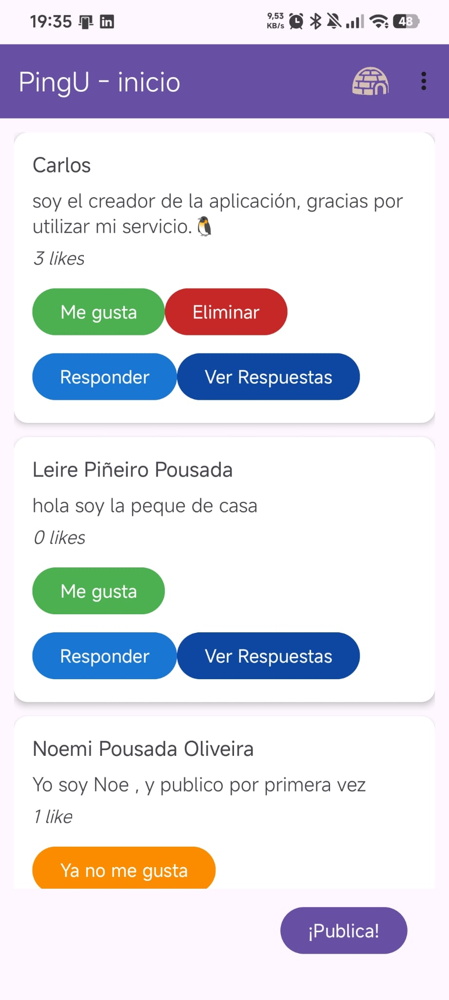 19:35
9,53
KB/s
48
PingU - inicio
Carlos
soy el creador de la aplicación, gracias por
utilizar mi servicio.🐧
3 likes
Me gusta
Eliminar
Responder
Ver Respuestas
Leire Piñeiro Pousada
hola soy la peque de casa
0 likes
Me gusta
Responder
Ver Respuestas
Noemi Pousada Oliveira
Yo soy Noe , y publico por primera vez
1 like
Ya no me gusta
¡Publica!